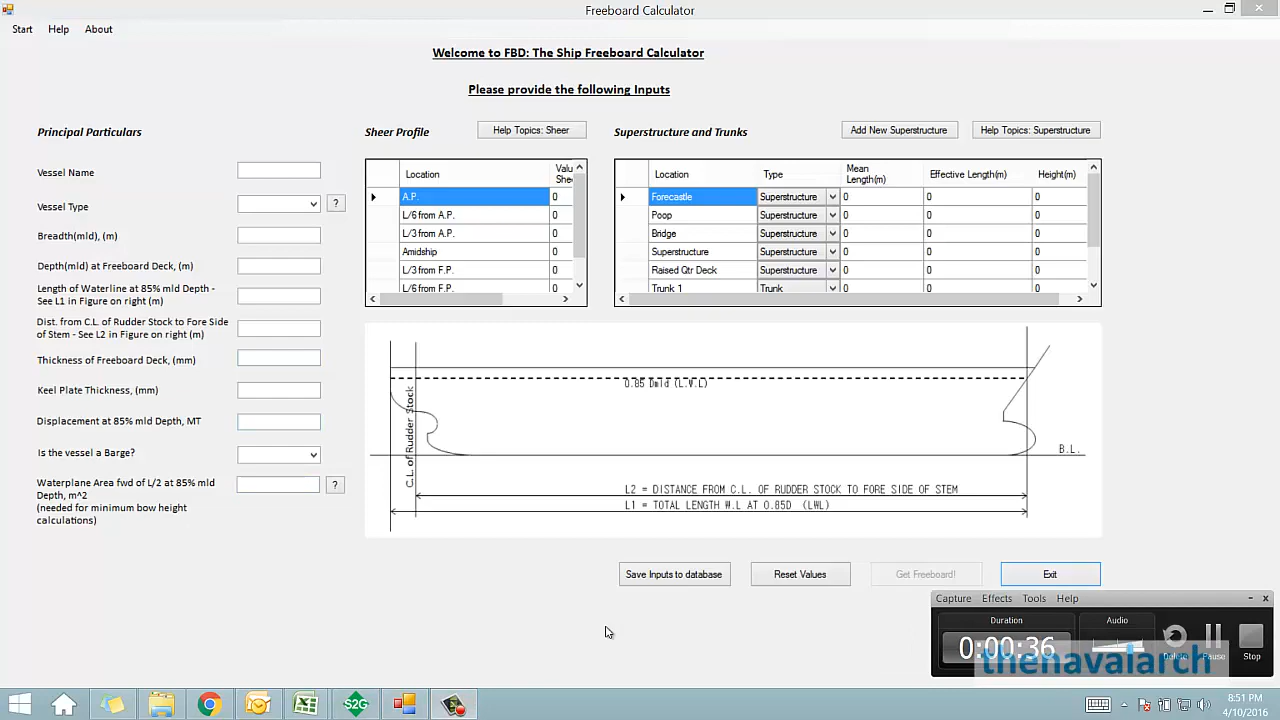 Freeboard Calculator
Start Help About
Welcome to FBD: The Ship Freeboard Calculator
Please provide the following Inputs
Principal Particulars
Vessel Name
Vessel Type
?
Breadth(mld), (m)
Depth(mld) at Freeboard Deck, (m)
Length of Waterline at 85% mld Depth -
See L1 in Figure on right (m)
Dist. from C.L. of Rudder Stock to Fore Side
of Stem - See L2 in Figure on right (m)
Thickness of Freeboard Deck, (mm)
Keel Plate Thickness, (mm)
Displacement at 85% mld Depth, MT
Is the vessel a Barge?
Waterplane Area fwd of L/2 at 85% mld
Depth, m^2
(needed for minimum bow height
calculations)
?
Sheer Profile
Help Topics: Sheer
Location Valu
Shee
A.P. 0
L/6 from A.P. 0
L/3 from A.P. 0
Amidship 0
L/3 from F.P. 0
L/6 from F.P. 0
Superstructure and Trunks
Add New Superstructure
Help Topics: Superstructure
Location Type Mean
Length(m) Effective Length(m) Height(m)
Forecastle Superstructure 0 0 0
Poop Superstructure 0 0 0
Bridge Superstructure 0 0 0
Superstructure Superstructure 0 0 0
Raised Qtr Deck Superstructure 0 0 0
Trunk 1 Trunk 0 0 0
0.85 Dmld (L.W.L)
C.L. of Rudder Stock
B.L.
L2 = DISTANCE FROM C.L. OF RUDDER STOCK TO FORE SIDE OF STEM
L1 = TOTAL LENGTH W.L AT 0.85D (LWL)
Save Inputs to database
Reset Values
Get Freeboard!
Exit
Capture Effects Tools Help
Duration
0:00:36
Audio
Delete
Pause
Stop
thenavalarch
S2G
8:51 PM
4/10/2016